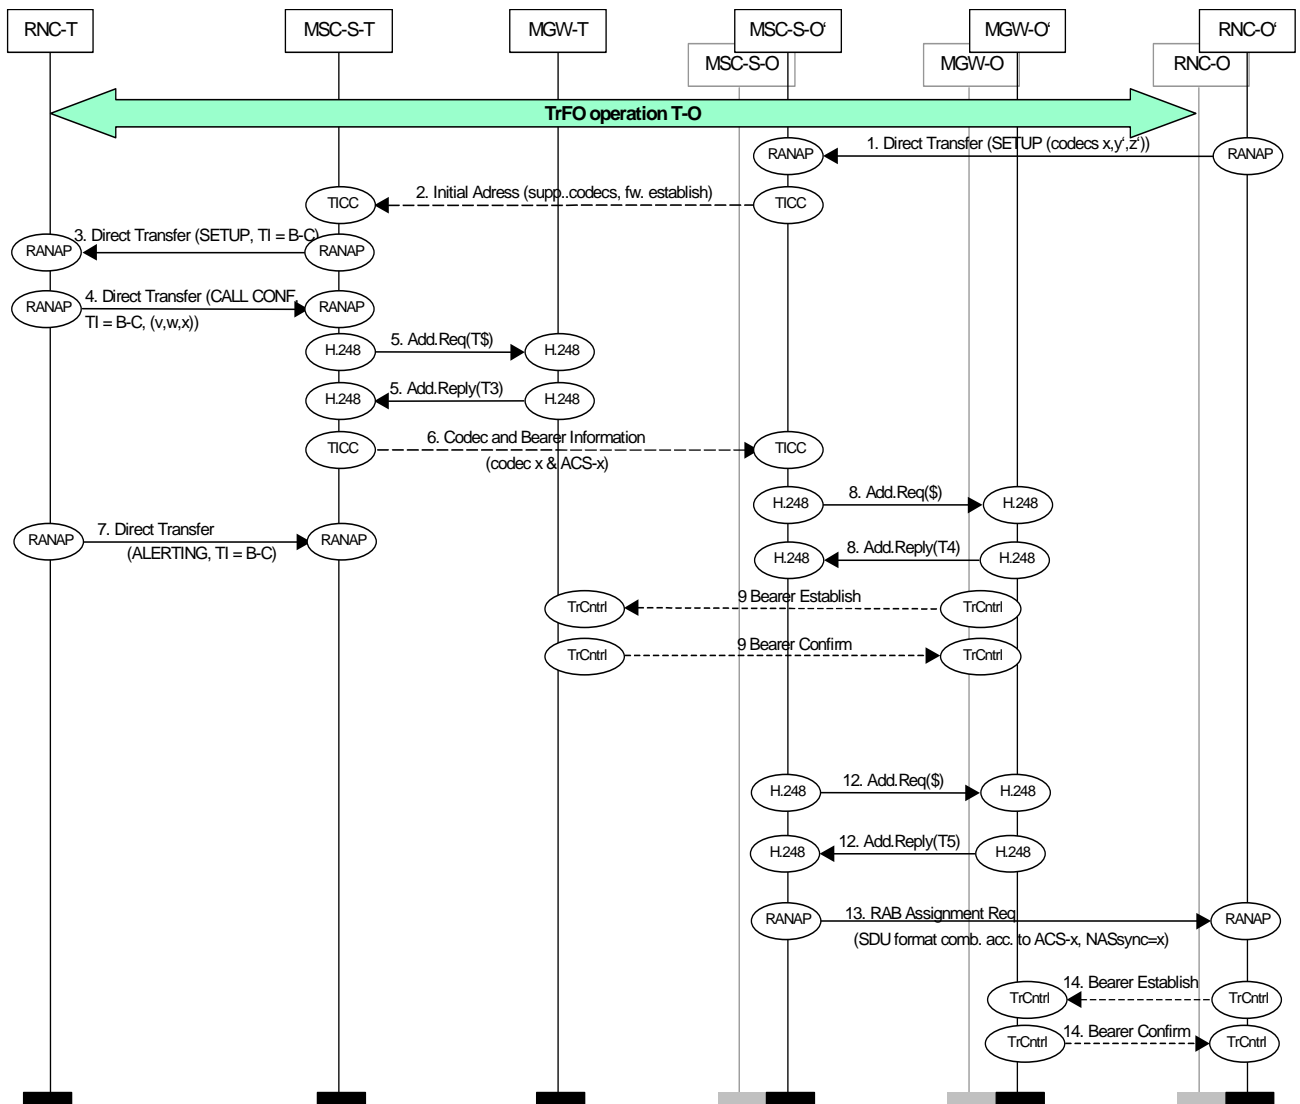 RNC-T
MSC-S-T
MGW-T
MSC-S-O‘
MGW-O‘
RNC-O‘
MSC-S-O
MGW-O
RNC-O
TrFO operation T-O
RANAP
1. Direct Transfer (SETUP (codecs x,y‘,z‘))
RANAP
TICC
2. Initial Adress (supp..codecs, fw. establish)
TICC
RANAP
3. Direct Transfer (SETUP, TI = B-C)
RANAP
RANAP
4. Direct Transfer (CALL CONF,
TI = B-C, (v,w,x))
RANAP
H.248
5. Add.Req(T$)
H.248
H.248
5. Add.Reply(T3)
H.248
TICC
6. Codec and Bearer Information
(codec x & ACS-x)
TICC
H.248
8. Add.Req($)
H.248
RANAP
7. Direct Transfer
(ALERTING, TI = B-C)
RANAP
H.248
8. Add.Reply(T4)
H.248
TrCntrl
9 Bearer Establish
TrCntrl
TrCntrl
9 Bearer Confirm
TrCntrl
H.248
12. Add.Req($)
H.248
H.248
12. Add.Reply(T5)
H.248
RANAP
13. RAB Assignment Req
(SDU format comb. acc. to ACS-x, NASsync=x)
RANAP
TrCntrl
14. Bearer Establish
TrCntrl
TrCntrl
14. Bearer Confirm
TrCntrl